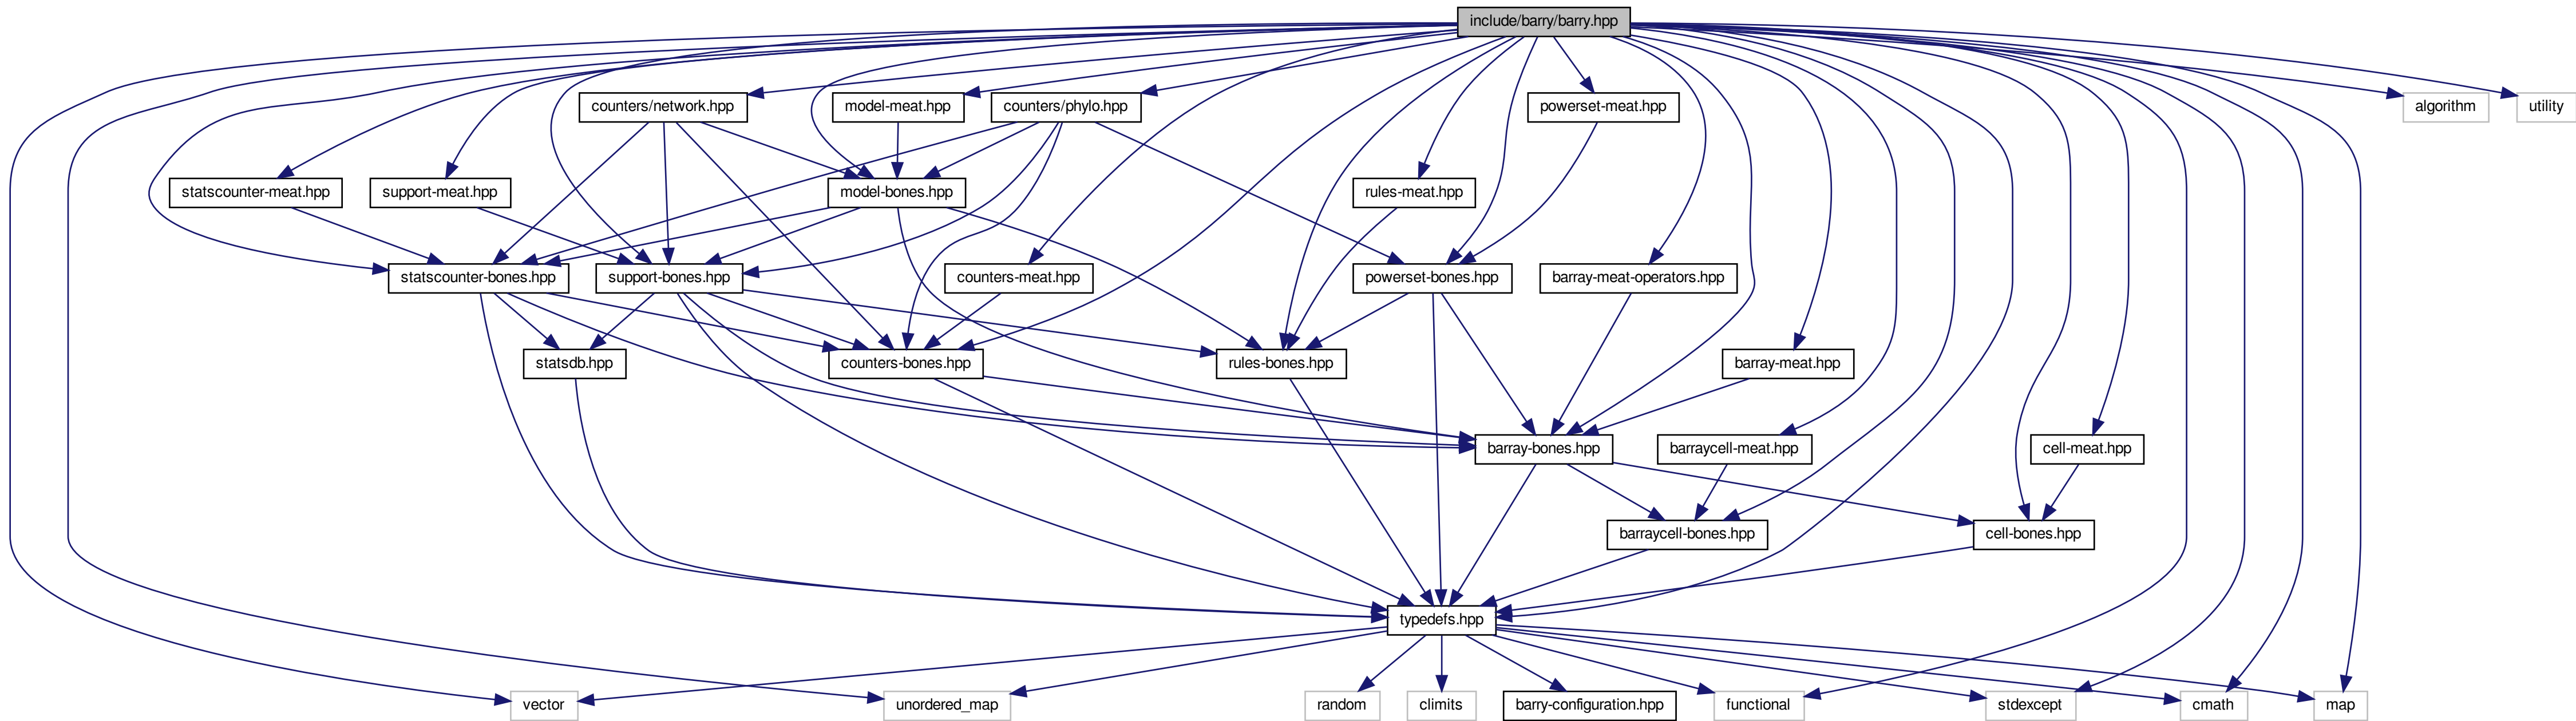 include/barry/barry.hpp
counters/network.hpp
model-meat.hpp
counters/phylo.hpp
powerset-meat.hpp
algorithm
utility
statscounter-meat.hpp
support-meat.hpp
model-bones.hpp
rules-meat.hpp
statscounter-bones.hpp
support-bones.hpp
counters-meat.hpp
powerset-bones.hpp
barray-meat-operators.hpp
statsdb.hpp
counters-bones.hpp
rules-bones.hpp
barray-meat.hpp
barray-bones.hpp
barraycell-meat.hpp
cell-meat.hpp
barraycell-bones.hpp
cell-bones.hpp
typedefs.hpp
vector
unordered_map
random
climits
barry-configuration.hpp
functional
stdexcept
cmath
map